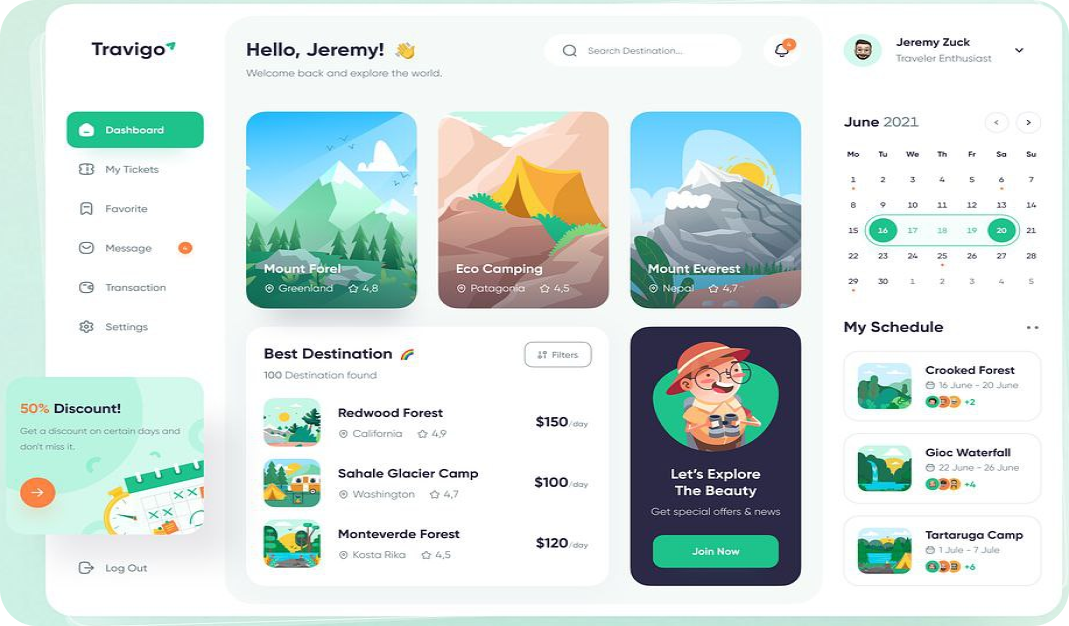 Travigo
Dashboard
My Tickets
Favorite
Message 4
Transaction
Settings
50% Discount!
Get a discount on certain days and
don't miss it.
Log Out
Hello, Jeremy! 👋
Welcome back and explore the world.
Search Destination...
4
Mount Forel
Greenland 4,8
Eco Camping
Patagonia 4,5
Mount Everest
Nepal 4,7
Best Destination 🌈
100 Destination found
Filters
Redwood Forest
California 4,9
$150/day
Sahale Glacier Camp
Washington 4,7
$100/day
Monteverde Forest
Kosta Rika 4,5
$120/day
Let's Explore
The Beauty
Get special offers & news
Join Now
Jeremy Zuck
Traveler Enthusiast
June 2021
< >
Mo Tu We Th Fr Sa Su
1 2 3 4 5 6 7
8 9 10 11 12 13 14
15 16 17 18 19 20 21
22 23 24 25 26 27 28
29 30 1 2 3 4 5
My Schedule
Crooked Forest
16 June - 20 June
+2
Gioc Waterfall
22 June - 26 June
+4
Tartaruga Camp
1 Jule - 7 Jule
+6